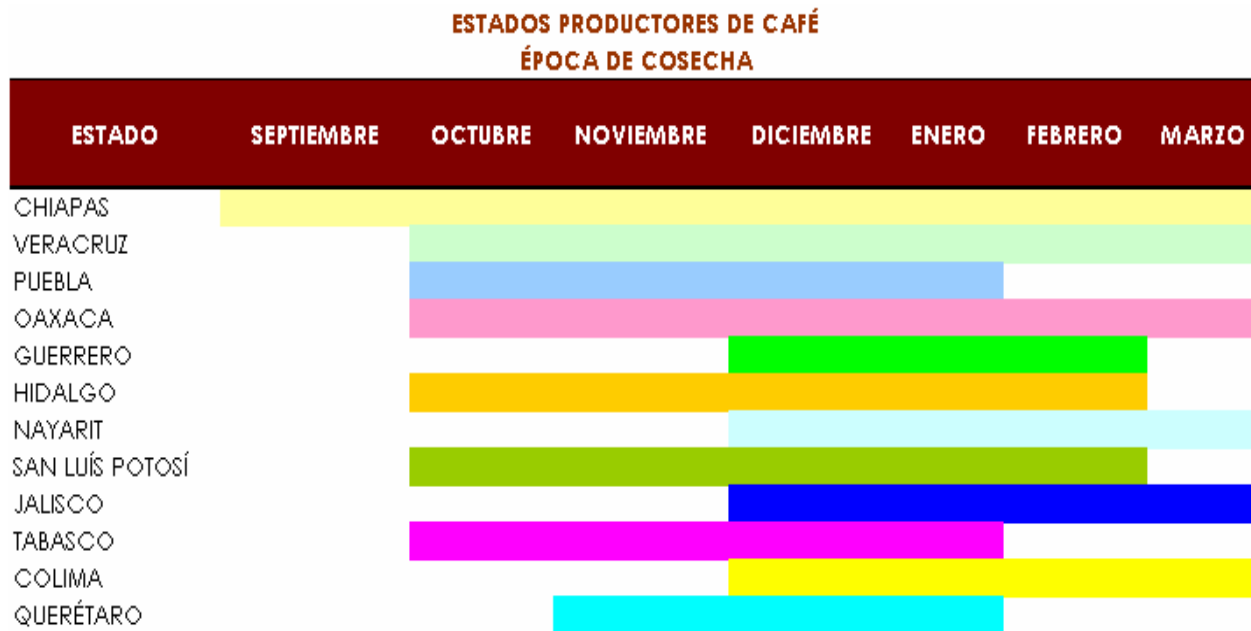 ESTADOS PRODUCTORES DE CAFÉ
ÉPOCA DE COSECHA
ESTADO SEPTIEMBRE OCTUBRE NOVIEMBRE DICIEMBRE ENERO FEBRERO MARZO
CHIAPAS
VERACRUZ
PUEBLA
OAXACA
GUERRERO
HIDALGO
NAYARIT
SAN LUÍS POTOSÍ
JALISCO
TABASCO
COLIMA
QUERÉTARO